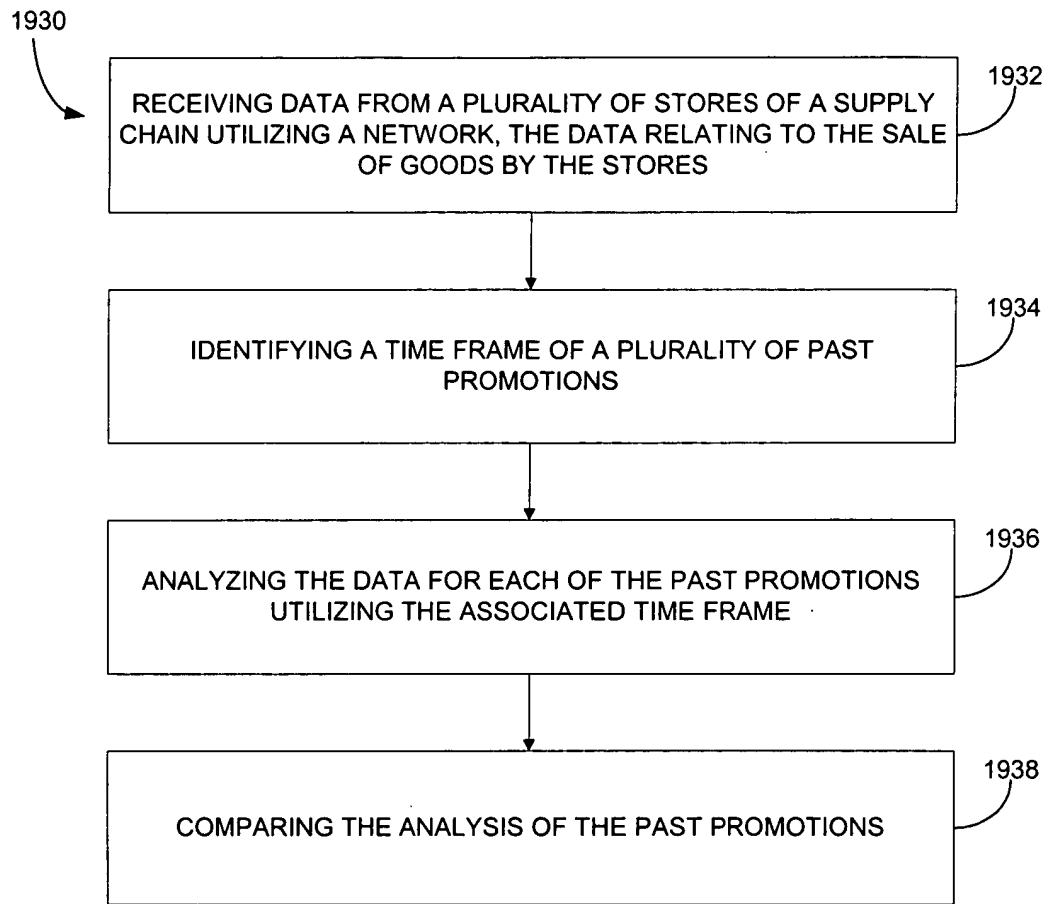 1930
1932
RECEIVING DATA FROM A PLURALITY OF STORES OF A SUPPLY
CHAIN UTILIZING A NETWORK, THE DATA RELATING TO THE SALE
OF GOODS BY THE STORES
1934
IDENTIFYING A TIME FRAME OF A PLURALITY OF PAST
PROMOTIONS
1936
ANALYZING THE DATA FOR EACH OF THE PAST PROMOTIONS
UTILIZING THE ASSOCIATED TIME FRAME
1938
COMPARING THE ANALYSIS OF THE PAST PROMOTIONS